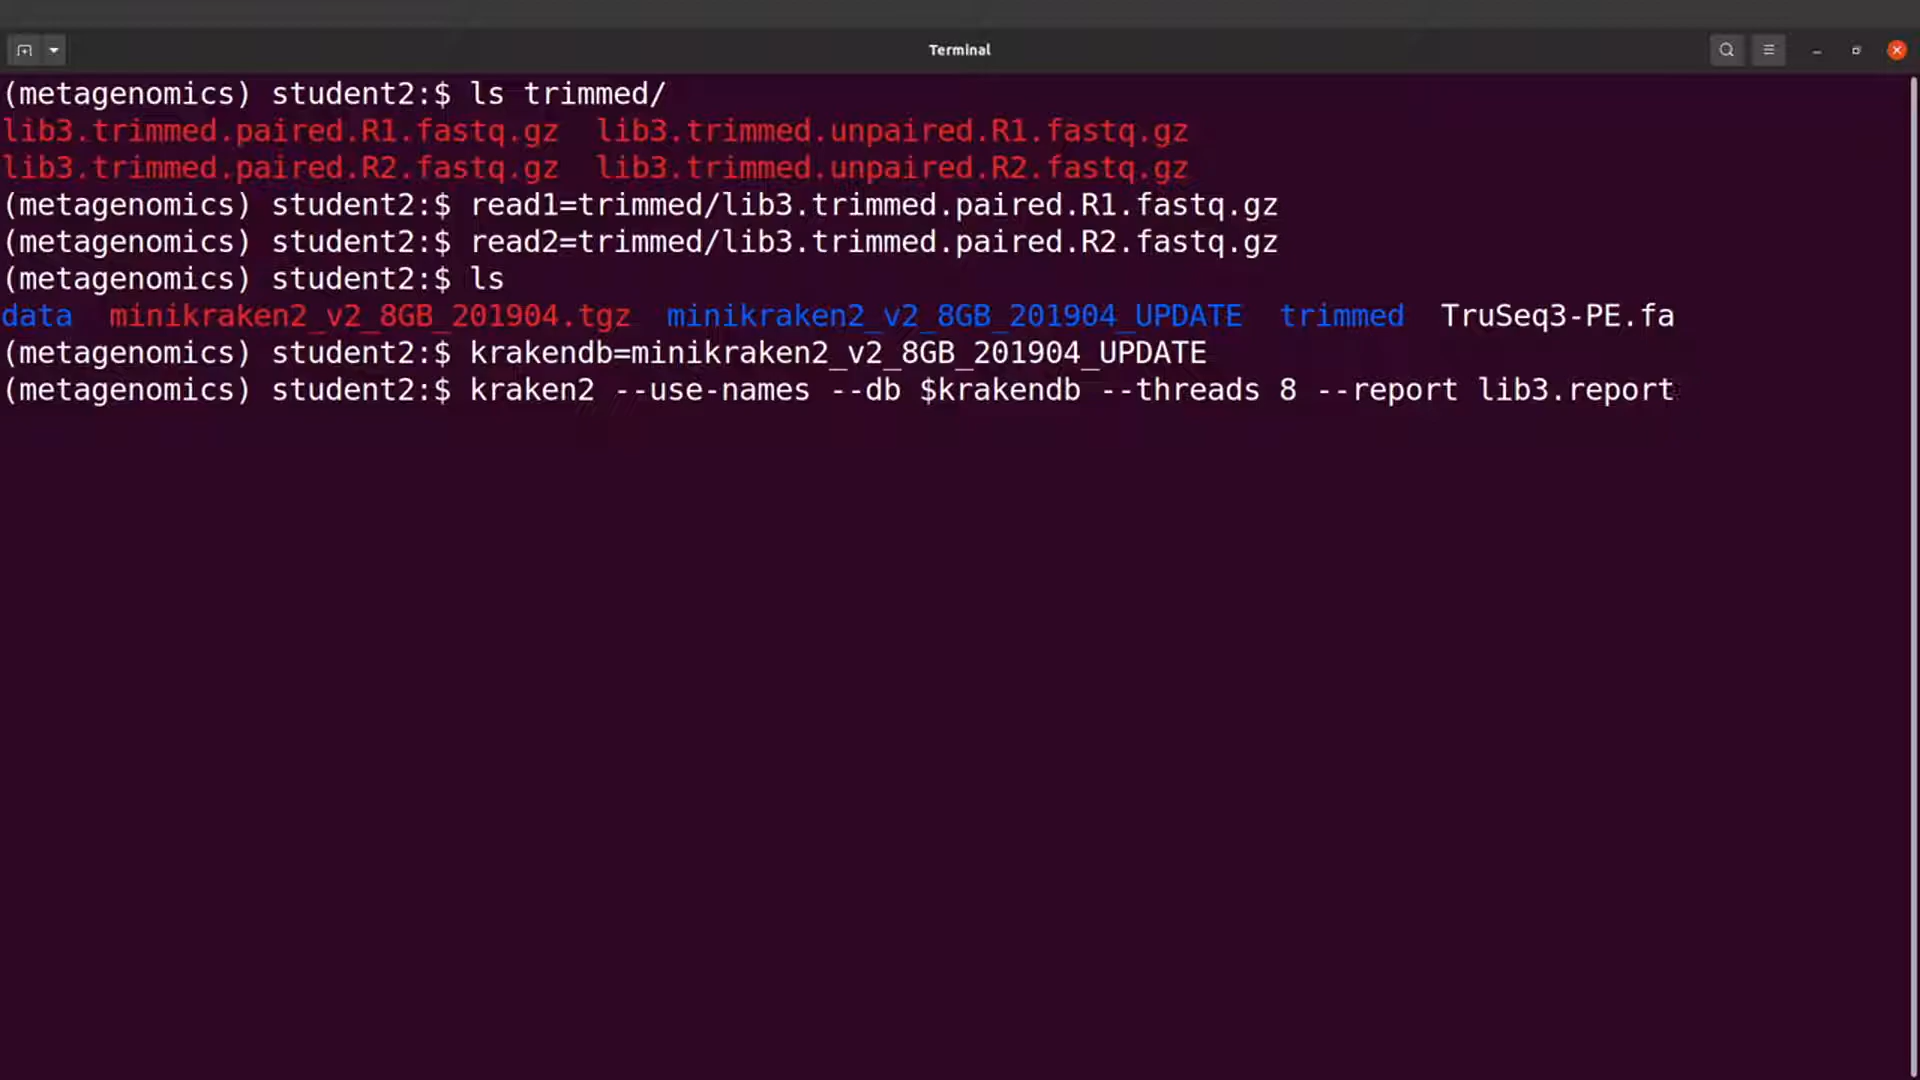 Terminal
(metagenomics) student2:$ ls trimmed/
lib3.trimmed.paired.R1.fastq.gz  lib3.trimmed.unpaired.R1.fastq.gz
lib3.trimmed.paired.R2.fastq.gz  lib3.trimmed.unpaired.R2.fastq.gz
(metagenomics) student2:$ read1=trimmed/lib3.trimmed.paired.R1.fastq.gz
(metagenomics) student2:$ read2=trimmed/lib3.trimmed.paired.R2.fastq.gz
(metagenomics) student2:$ ls
data  minikraken2_v2_8GB_201904.tgz  minikraken2_v2_8GB_201904_UPDATE  trimmed  TruSeq3-PE.fa
(metagenomics) student2:$ krakendb=minikraken2_v2_8GB_201904_UPDATE
(metagenomics) student2:$ kraken2 --use-names --db $krakendb --threads 8 --report lib3.report